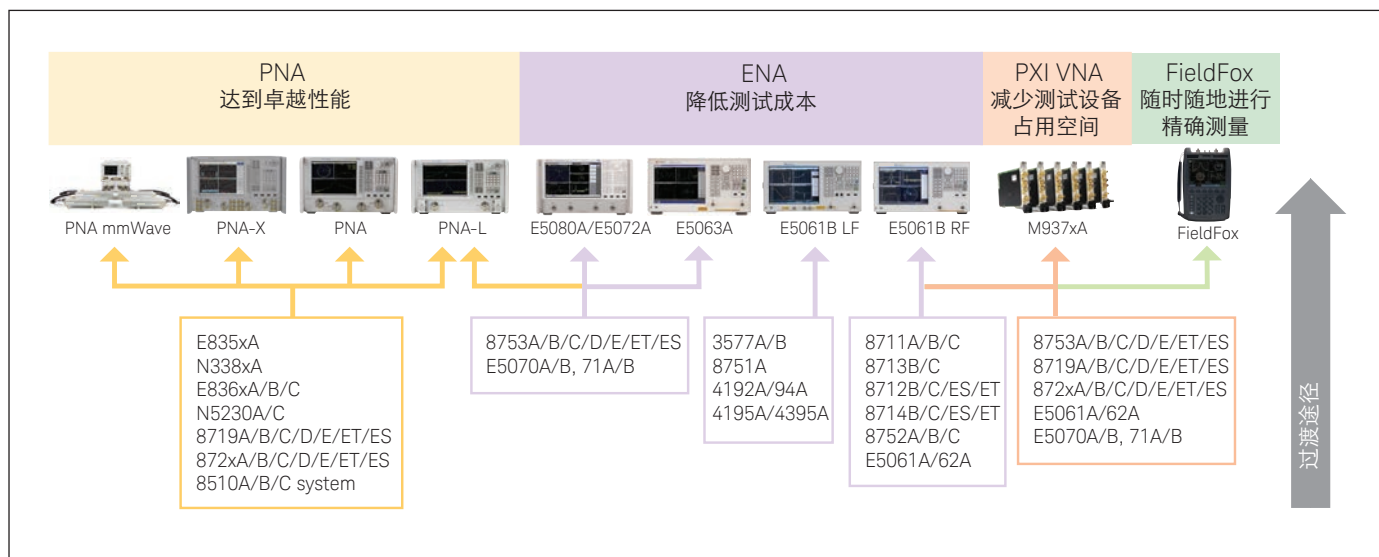 PNA
达到卓越性能
ENA
降低测试成本
PXI VNA
减少测试设备
占用空间
FieldFox
随时随地进行
精确测量
PNA mmWave
PNA-X
PNA
PNA-L
E5080A/E5072A
E5063A
E5061B LF
E5061B RF
M937xA
FieldFox
E835xA
N338xA
E836xA/B/C
N5230A/C
8719A/B/C/D/E/ET/ES
872xA/B/C/D/E/ET/ES
8510A/B/C system
8753A/B/C/D/E/ET/ES
E5070A/B, 71A/B
3577A/B
8751A
4192A/94A
4195A/4395A
8711A/B/C
8713B/C
8712B/C/ES/ET
8714B/C/ES/ET
8752A/B/C
E5061A/62A
8753A/B/C/D/E/ET/ES
8719A/B/C/D/E/ET/ES
872xA/B/C/D/E/ET/ES
E5061A/62A
E5070A/B, 71A/B
过渡途径